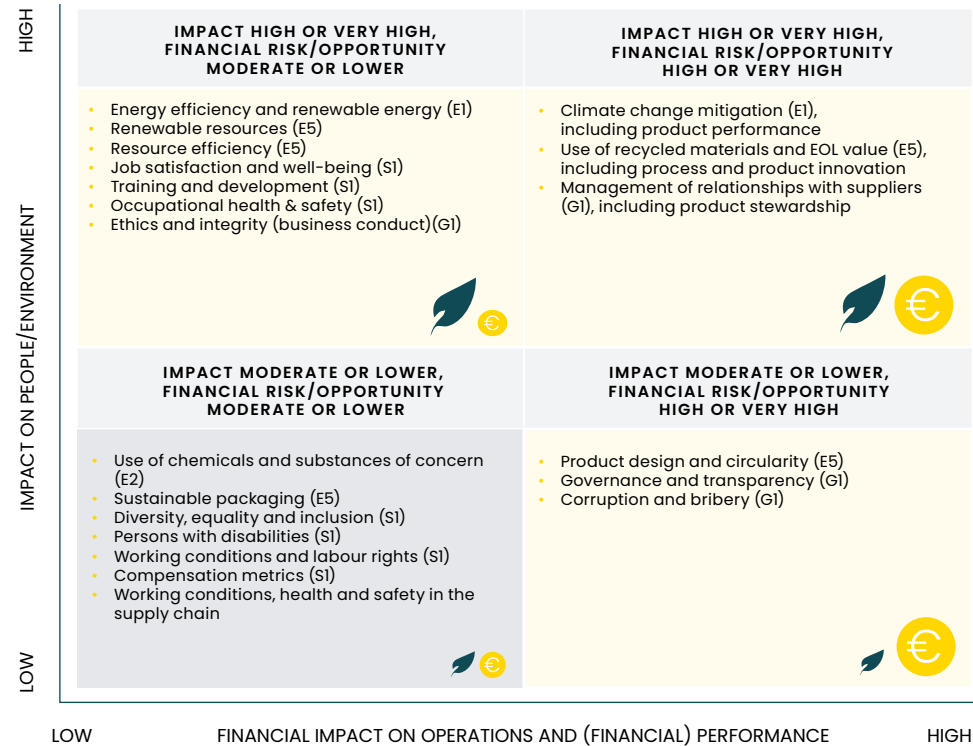 HIGH
IMPACT ON PEOPLE/ENVIRONMENT
LOW
IMPACT HIGH OR VERY HIGH,
FINANCIAL RISK/OPPORTUNITY
MODERATE OR LOWER
• Energy efficiency and renewable energy (E1)
• Renewable resources (E5)
• Resource efficiency (E5)
• Job satisfaction and well-being (S1)
• Training and development (S1)
• Occupational health & safety (S1)
• Ethics and integrity (business conduct)(G1)
€
IMPACT HIGH OR VERY HIGH,
FINANCIAL RISK/OPPORTUNITY
HIGH OR VERY HIGH
• Climate change mitigation (E1),
including product performance
• Use of recycled materials and EOL value (E5),
including process and product innovation
• Management of relationships with suppliers
(G1), including product stewardship
€
IMPACT MODERATE OR LOWER,
FINANCIAL RISK/OPPORTUNITY
MODERATE OR LOWER
• Use of chemicals and substances of concern
(E2)
• Sustainable packaging (E5)
• Diversity, equality and inclusion (S1)
• Persons with disabilities (S1)
• Working conditions and labour rights (S1)
• Compensation metrics (S1)
• Working conditions, health and safety in the
supply chain
€
IMPACT MODERATE OR LOWER,
FINANCIAL RISK/OPPORTUNITY
HIGH OR VERY HIGH
• Product design and circularity (E5)
• Governance and transparency (G1)
• Corruption and bribery (G1)
€
LOW
FINANCIAL IMPACT ON OPERATIONS AND (FINANCIAL) PERFORMANCE
HIGH